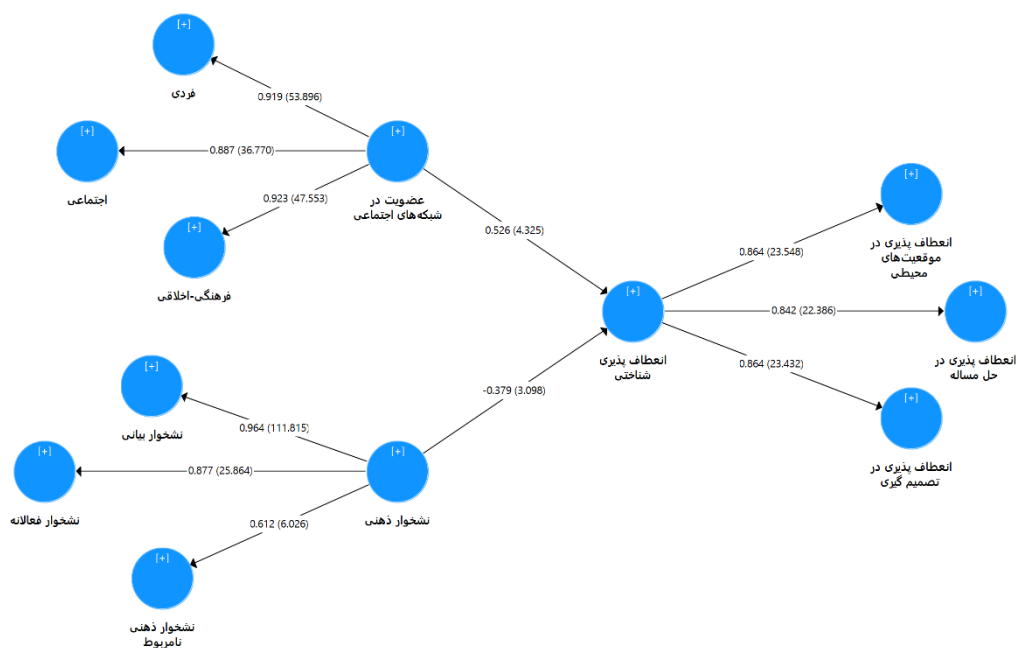 [+]
فردی
0.919 (53.896)
[+]
اجتماعی
0.887 (36.770)
[+]
عضویت در
شبکه‌های اجتماعی
0.923 (47.553)
[+]
فرهنگی-اخلاقی
0.526 (4.325)
[+]
انعطاف پذیری در
موقعیت‌های
محیطی
0.864 (23.548)
[+]
انعطاف پذیری
شناختی
0.842 (22.386)
[+]
انعطاف پذیری در
حل مساله
0.864 (23.432)
[+]
انعطاف پذیری در
تصمیم گیری
-0.379 (3.098)
[+]
نشخوار بیانی
0.964 (111.815)
[+]
نشخوار فعالانه
0.877 (25.864)
[+]
نشخوار ذهنی
0.612 (6.026)
[+]
نشخوار ذهنی
نامربوط